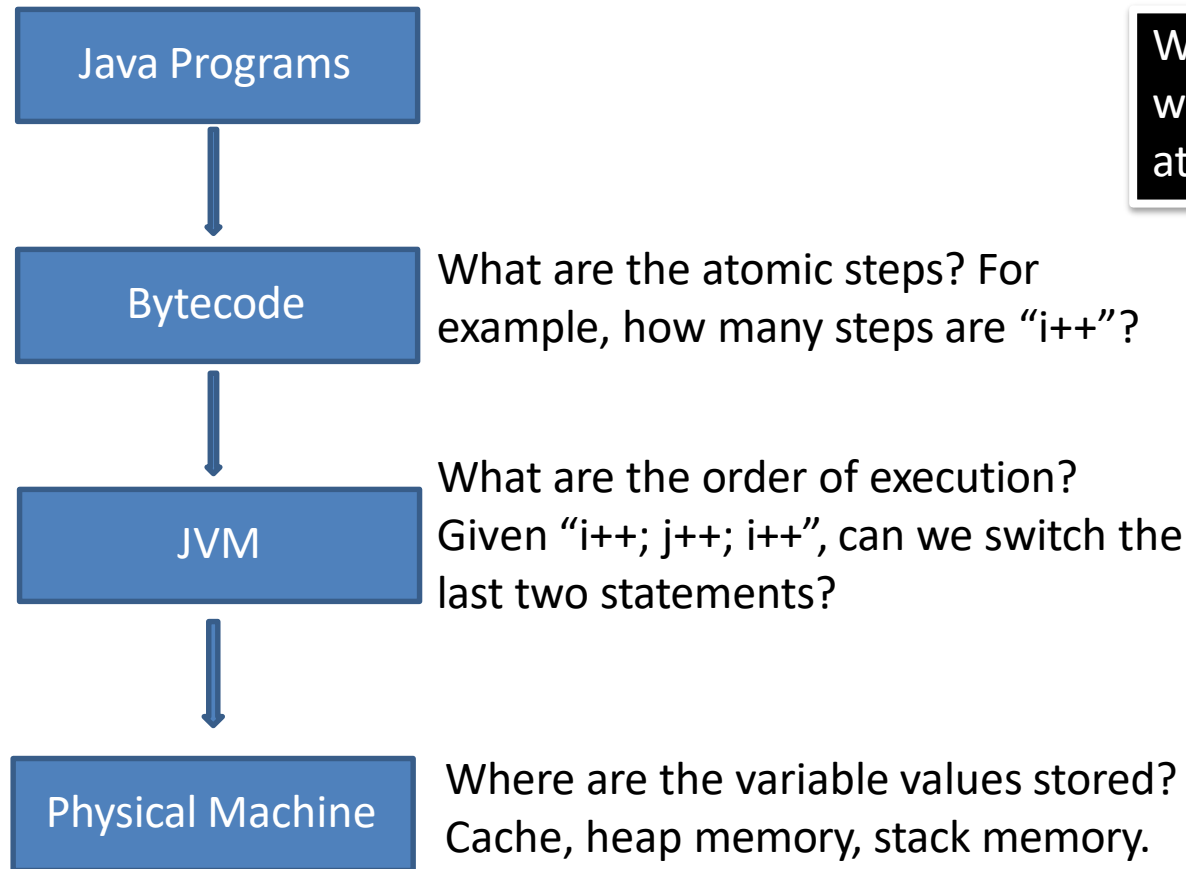 Java Programs
Bytecode
What are the atomic steps? For
example, how many steps are “i++”?
JVM
What are the order of execution?
Given “i++; j++; i++”, can we switch the
last two statements?
Physical Machine
Where are the variable values stored?
Cache, heap memory, stack memory.